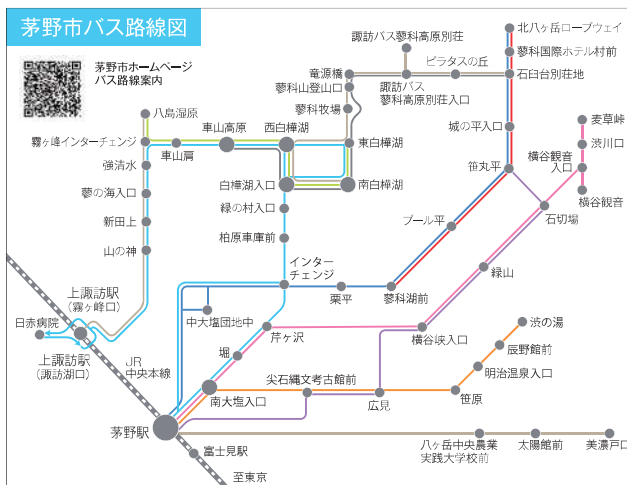 茅野市バス路線図
茅野市ホームページ
バス路線案内
諏訪バス蓼科高原別荘
北八ヶ岳ロープウェイ
ピラタスの丘
蓼科国際ホテル村前
竜源橋
石臼台別荘地
蓼科山登山口
諏訪バス
蓼科高原別荘入口
八島湿原
蓼科牧場
車山高原
西白樺湖
城の平入口
麦草峠
霧ヶ峰インターチェンジ
車山肩
東白樺湖
渋川口
強清水
笹丸平
横谷観音
入口
白樺湖入口
南白樺湖
夢の海入口
横谷観音
緑の村入口
石切場
新田上
プール平
柏原車庫前
山の神
インター
チェンジ
緑山
上諏訪駅
(霧ヶ峰口)
栗平
蓼科湖前
日赤病院
中大塩団地中
渋の湯
芹ヶ沢
横谷峡入口
辰野館前
上諏訪駅
(諏訪湖口)
JR
中央本線
堀
明治温泉入口
尖石縄文考古館前
南大塩入口
広見
笹原
茅野駅
富士見駅
八ヶ岳中央農業
実践大学校前
太陽館前
美濃戸口
至東京